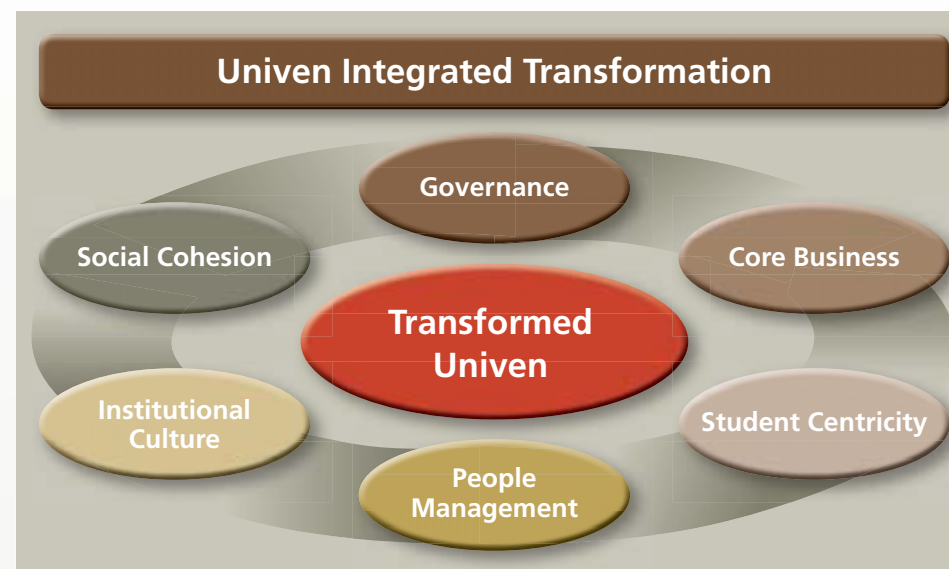 Univen Integrated Transformation
Governance
Social Cohesion
Core Business
Transformed
Univen
Institutional
Culture
Student Centricity
People
Management